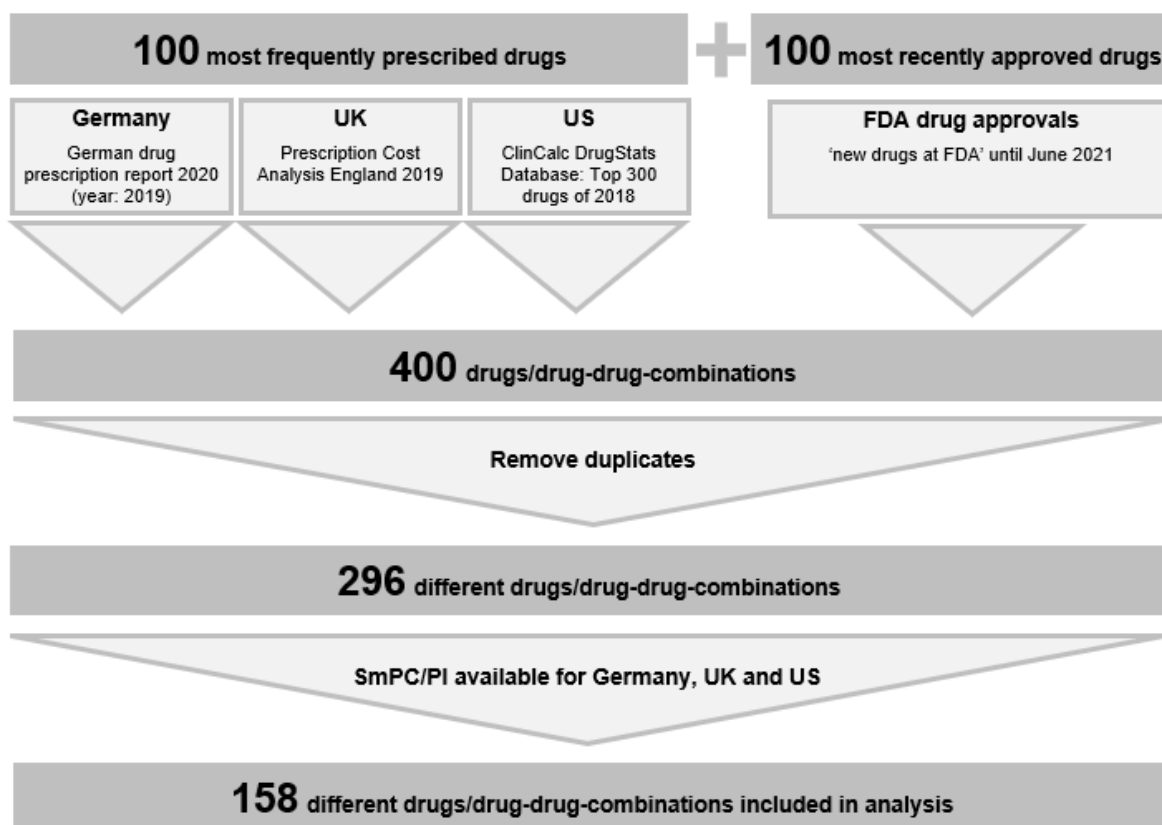 100 most frequently prescribed drugs
+
100 most recently approved drugs
Germany
German drug
prescription report 2020
(year: 2019)
UK
Prescription Cost
Analysis England 2019
US
ClinCalc DrugStats
Database: Top 300
drugs of 2018
FDA drug approvals
‘new drugs at FDA’ until June 2021
400 drugs/drug-drug-combinations
Remove duplicates
296 different drugs/drug-drug-combinations
SmPC/PI available for Germany, UK and US
158 different drugs/drug-drug-combinations included in analysis